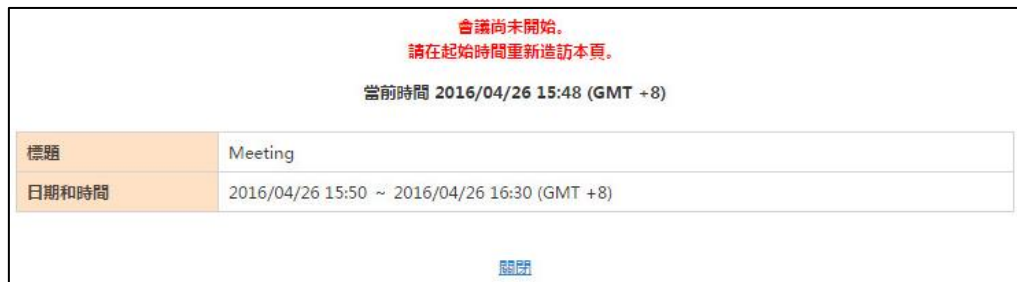 會議尚未開始。
請在起始時間重新造訪本頁。
當前時間 2016/04/26 15:48 (GMT +8)
標題 Meeting
日期和時間 2016/04/26 15:50 ~ 2016/04/26 16:30 (GMT +8)
關閉